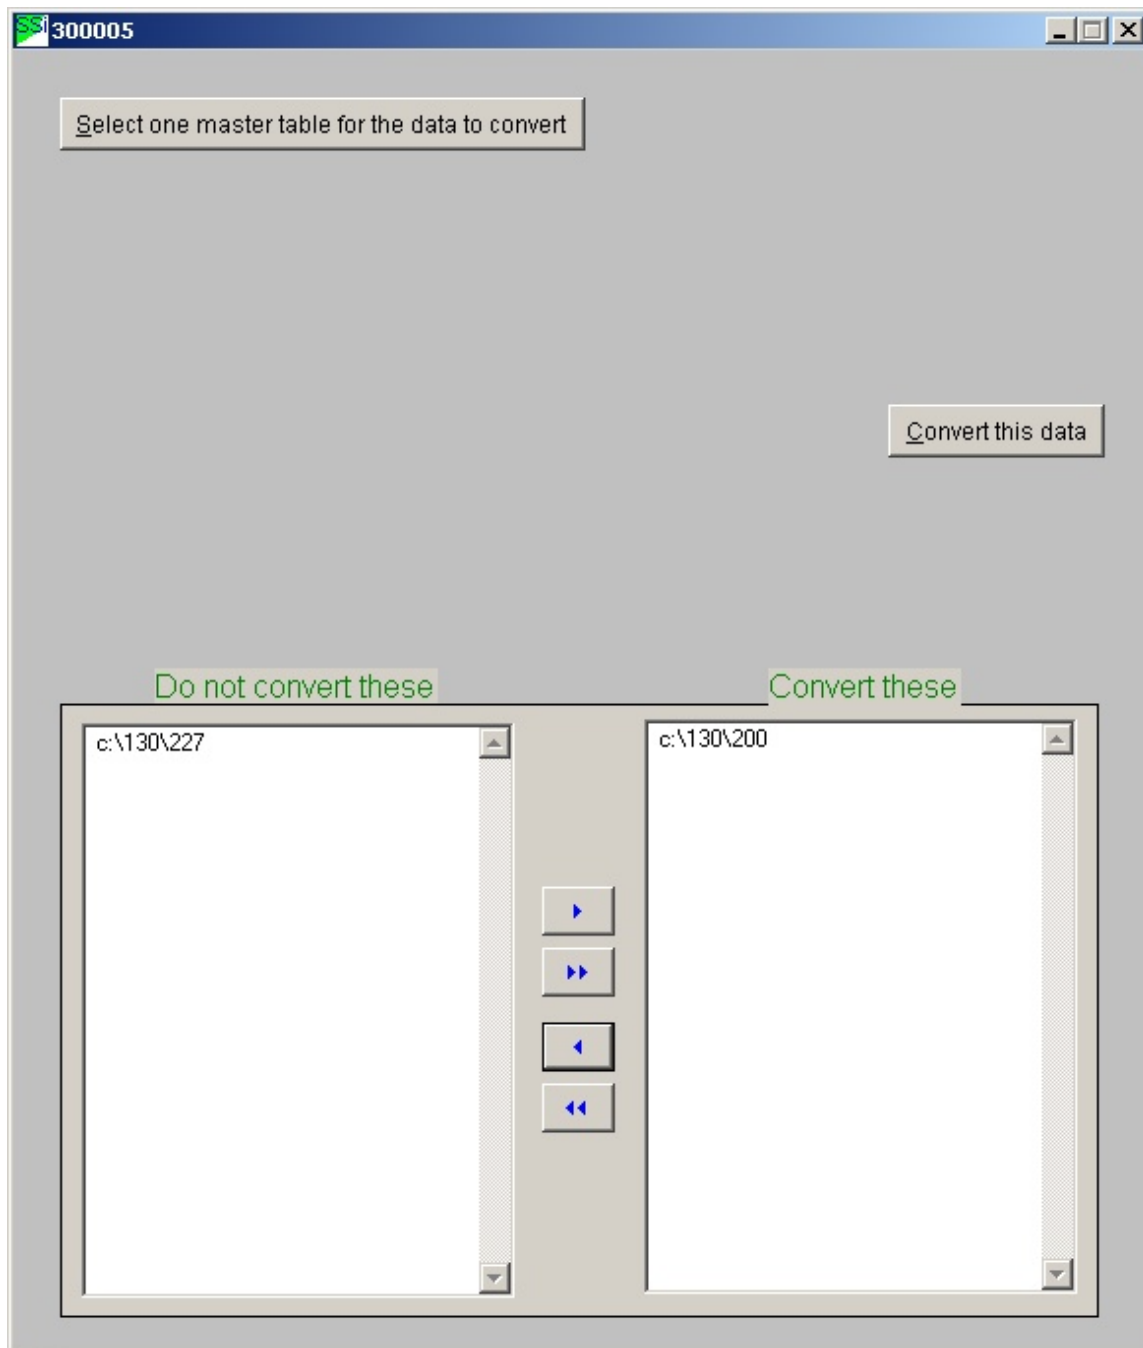 SSi 300005
Select one master table for the data to convert
Convert this data
Do not convert these
Convert these
c:\130\227
c:\130\200